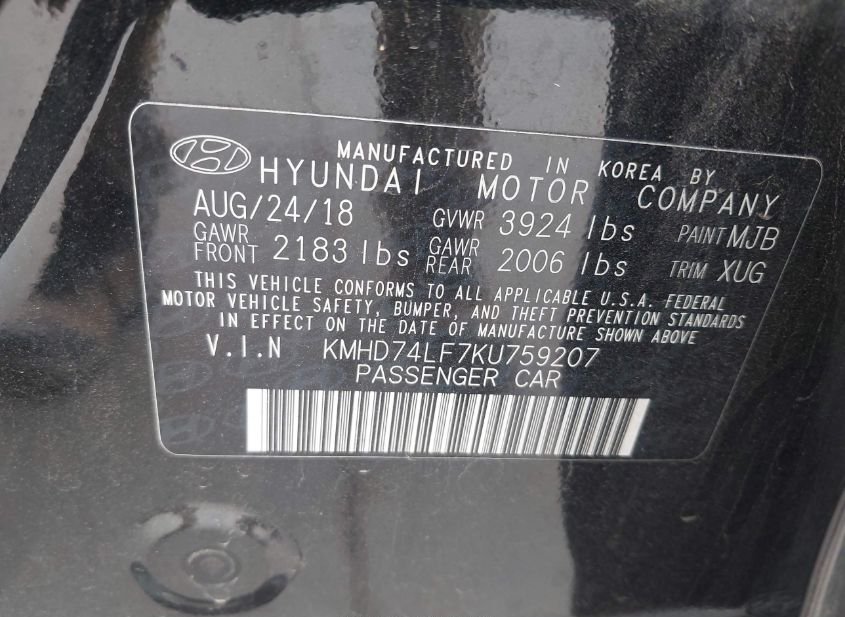 MANUFACTURED IN KOREA BY
HYUNDAI MOTOR COMPANY
AUG/24/18 GVWR 3924 lbs PAINT MJB
GAWR FRONT 2183 lbs GAWR REAR 2006 lbs TRIM XUG
THIS VEHICLE CONFORMS TO ALL APPLICABLE U.S.A. FEDERAL
MOTOR VEHICLE SAFETY, BUMPER, AND THEFT PREVENTION STANDARDS
IN EFFECT ON THE DATE OF MANUFACTURE SHOWN ABOVE
V.I.N KMHD74LF7KU759207
PASSENGER CAR